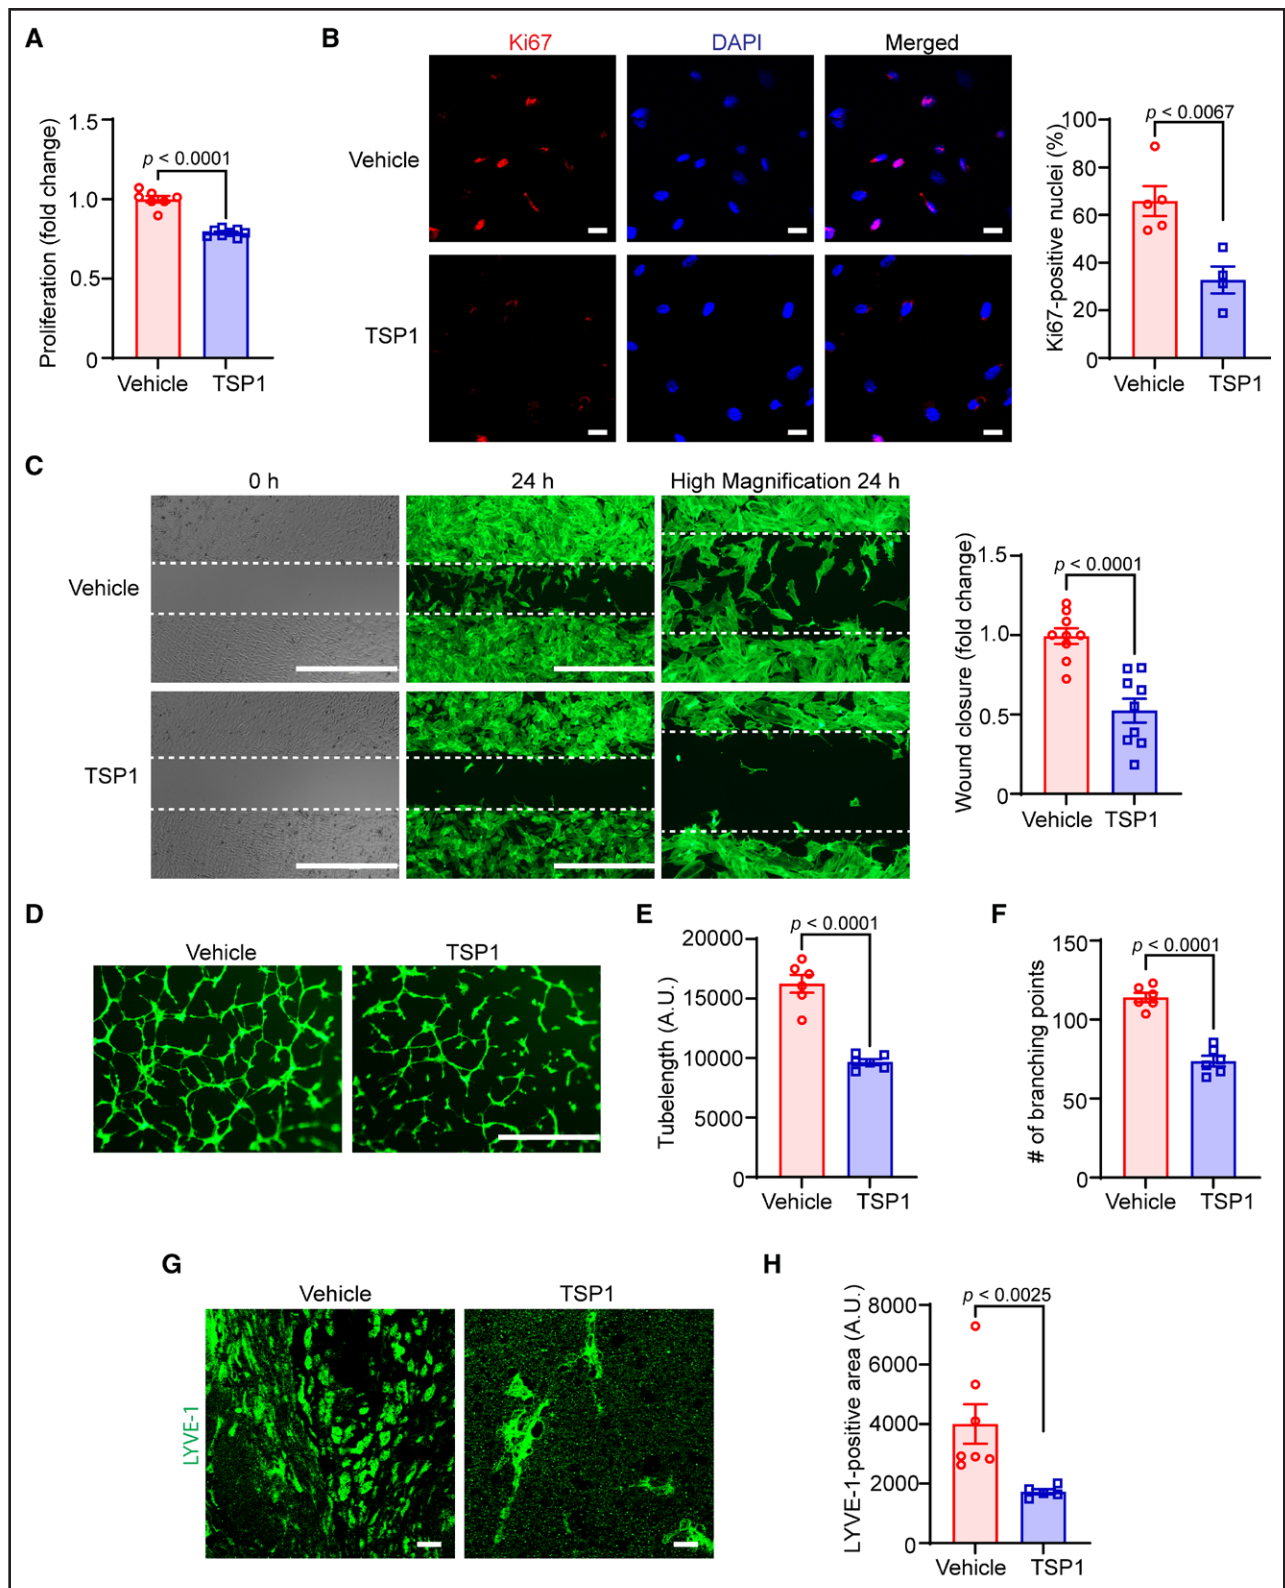 A
Proliferation (fold change)
1.5
1.0
0.5
0
p < 0.0001
Vehicle
TSP1
B
Ki67
DAPI
Merged
Vehicle
TSP1
Ki67-positive nuclei (%)
100
80
60
40
20
0
p < 0.0067
Vehicle
TSP1
C
0 h
24 h
High Magnification 24 h
Vehicle
TSP1
Wound closure (fold change)
1.5
1.0
0.5
0
p < 0.0001
Vehicle
TSP1
D
Vehicle
TSP1
E
Tubelength (A.U.)
20000
15000
10000
5000
0
p < 0.0001
Vehicle
TSP1
F
# of branching points
150
100
50
0
p < 0.0001
Vehicle
TSP1
G
Vehicle
TSP1
LYVE-1
H
LYVE-1-positive area (A.U.)
8000
6000
4000
2000
0
p < 0.0025
Vehicle
TSP1